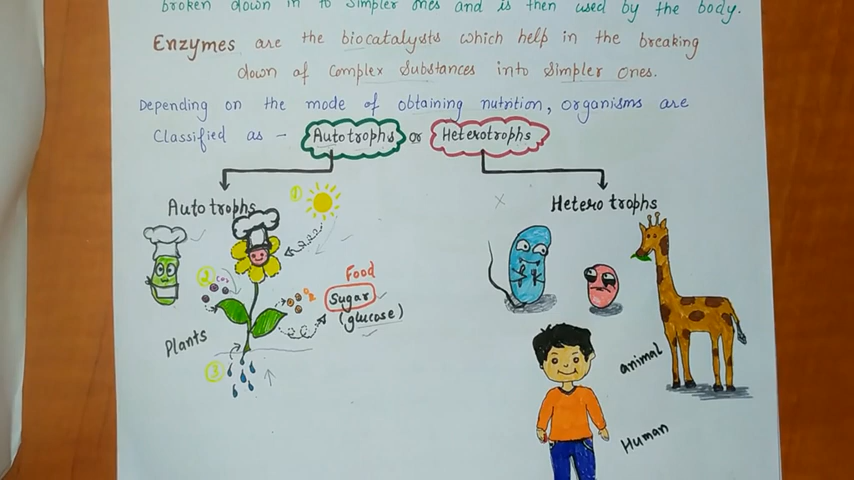 broken down in to simpler ones and is then used by the body.
Enzymes are the biocatalysts which help in the breaking
down of complex substances into simpler ones.
Depending on the mode of obtaining nutrition, organisms are
classified as - Autotrophs or Heterotrophs
Autotrophs
Heterotrophs
1
2 CO2
Food
O2
Sugar
(glucose)
Plants
3
animal
Human